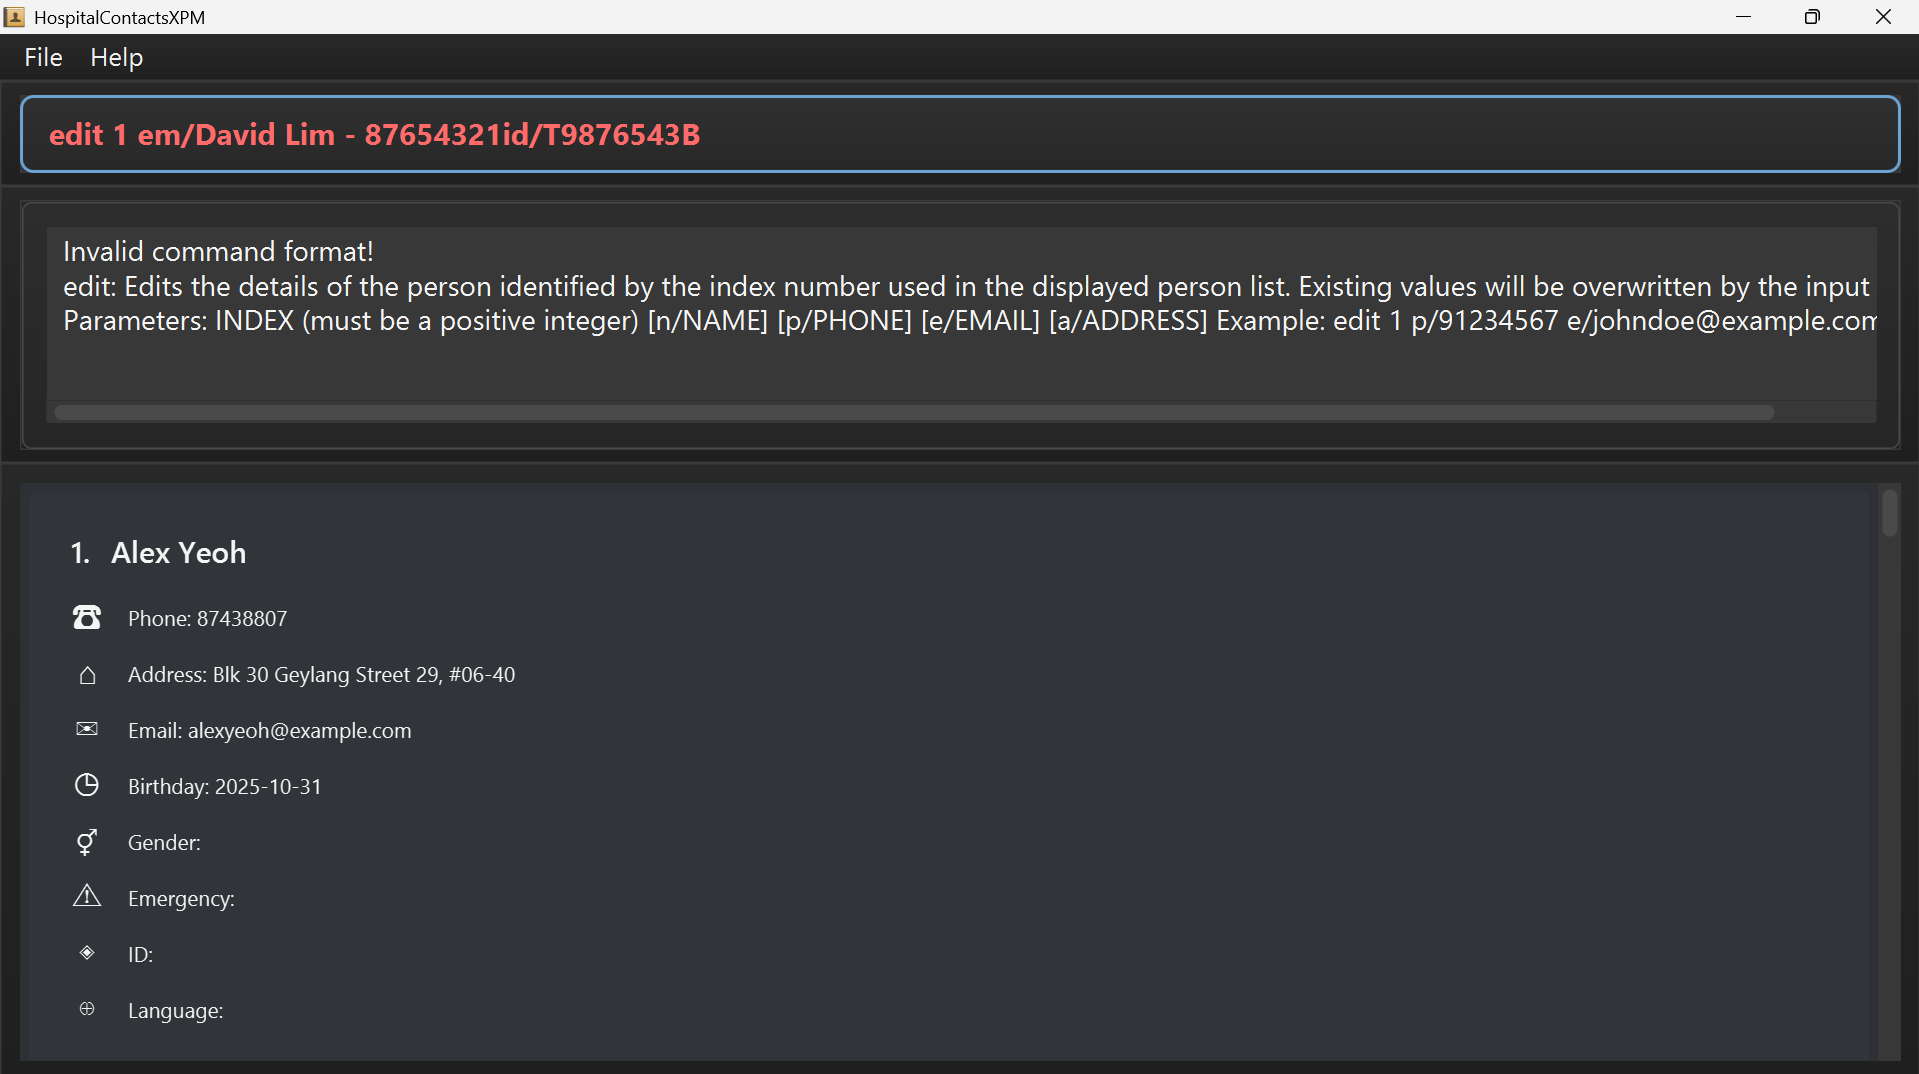 HospitalContactsXPM
File Help
edit 1 em/David Lim - 87654321id/T9876543B
Invalid command format!
edit: Edits the details of the person identified by the index number used in the displayed person list. Existing values will be overwritten by the input
Parameters: INDEX (must be a positive integer) [n/NAME] [p/PHONE] [e/EMAIL] [a/ADDRESS] Example: edit 1 p/91234567 e/johndoe@example.com
1. Alex Yeoh
Phone: 87438807
Address: Blk 30 Geylang Street 29, #06-40
Email: alexyeoh@example.com
Birthday: 2025-10-31
Gender:
Emergency:
ID:
Language: